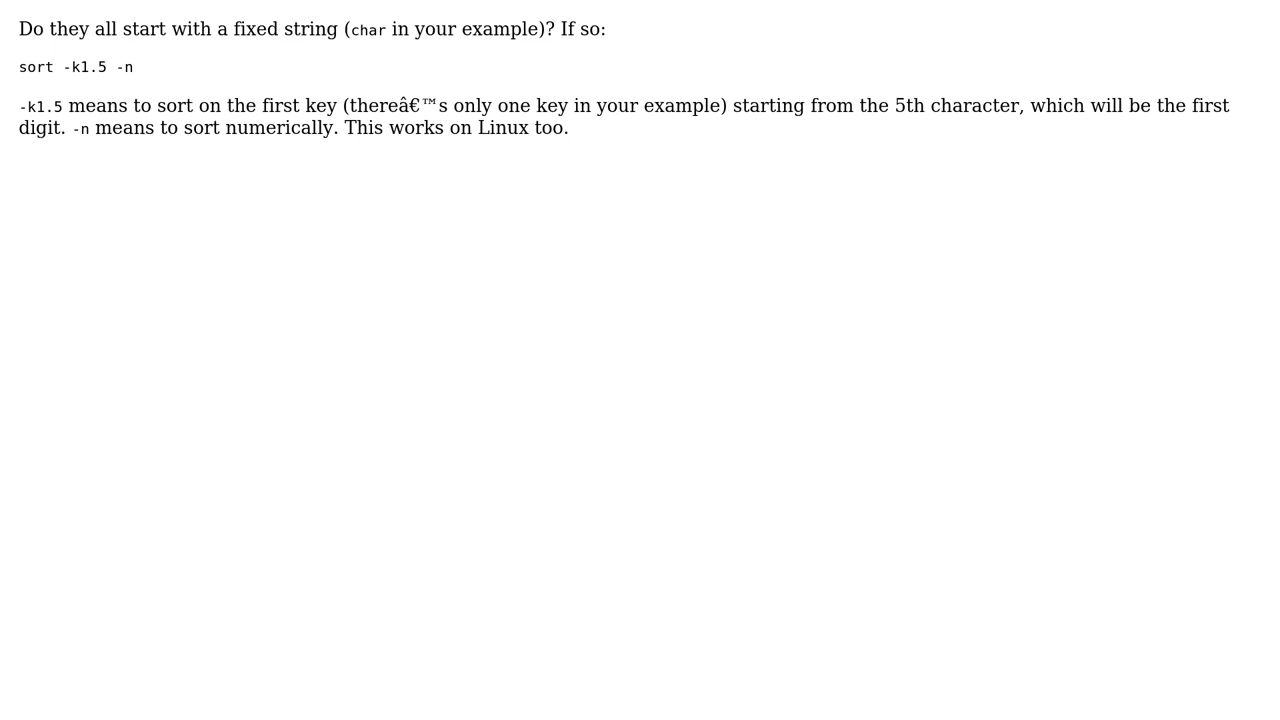 Do they all start with a fixed string (char in your example)? If so:
sort -k1.5 -n
-k1.5 means to sort on the first key (thereâ€™s only one key in your example) starting from the 5th character, which will be the first
digit. -n means to sort numerically. This works on Linux too.